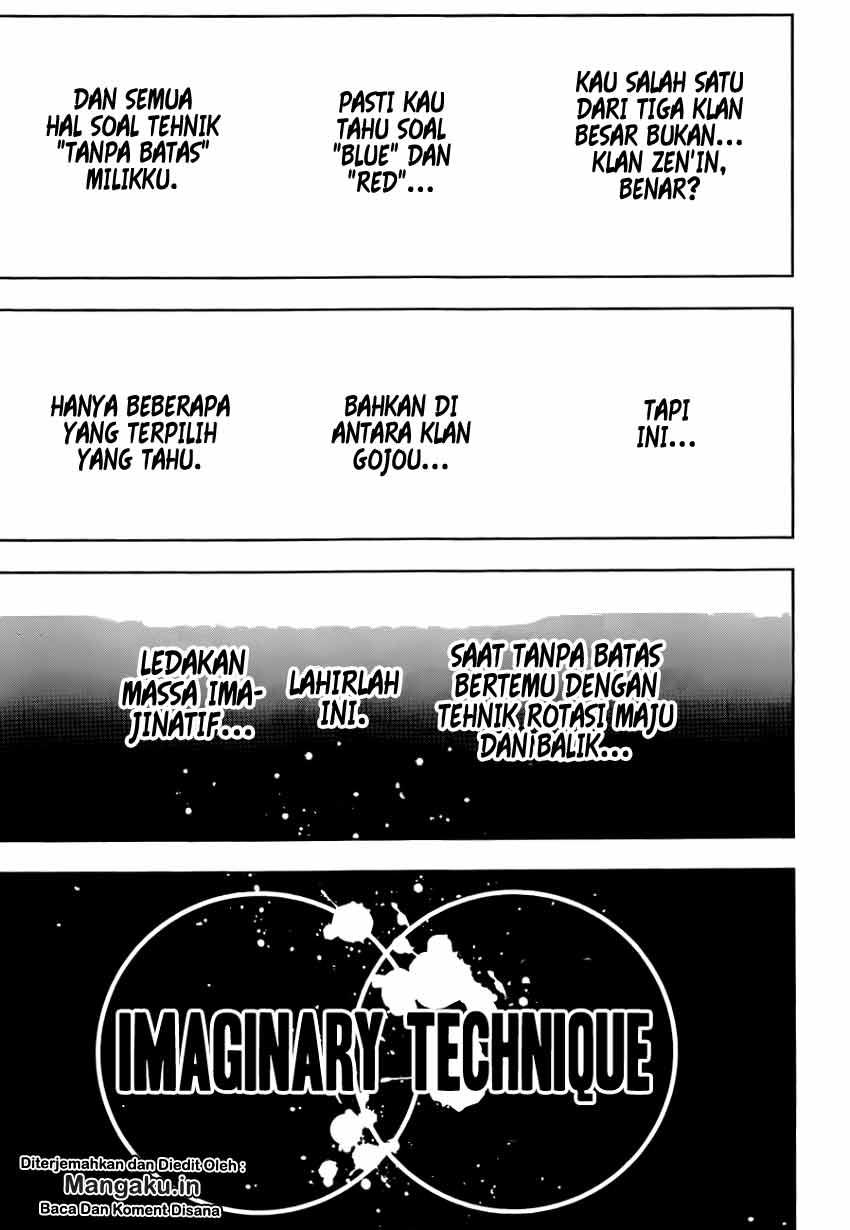 KAU SALAH SATU
DARI TIGA KLAN
BESAR BUKAN...
KLAN ZEN'IN,
BENAR?
PASTI KAU
TAHU SOAL
"BLUE" DAN
"RED"...
DAN SEMUA
HAL SOAL TEHNIK
"TANPA BATAS"
MILIKKU.
TAPI
INI...
BAHKAN DI
ANTARA KLAN
GOJOU...
HANYA BEBERAPA
YANG TERPILIH
YANG TAHU.
SAAT TANPA BATAS
BERTEMU DENGAN
TEHNIK ROTASI MAJU
DAN BALIK...
LAHIRLAH
INI.
LEDAKAN
MASSA IMA-
JINATIF...
IMAGINARY TECHNIQUE
Diterjemahkan dan Diedit Oleh :
Mangaku.in
Baca Dan Koment Disana